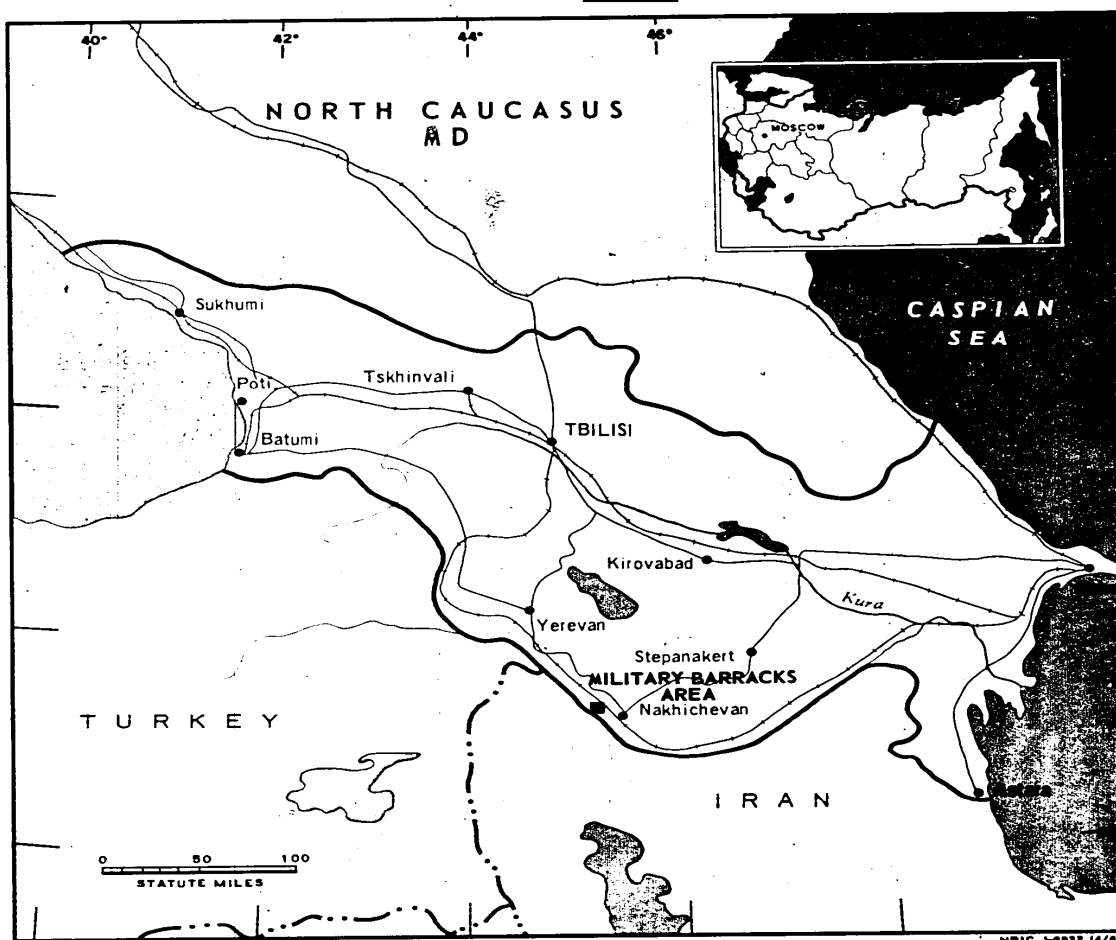 40° 42° 44° 46°
NORTH CAUCASUS
MD
MOSCOW
CASPIAN
SEA
Sukhumi
Poti
Tskhinvali
Batumi
TBILISI
Kirovabad
Kura
Yerevan
Stepanakert
MILITARY BARRACKS
AREA
Nakhichevan
TURKEY
IRAN
Astara
0 50 100
STATUTE MILES